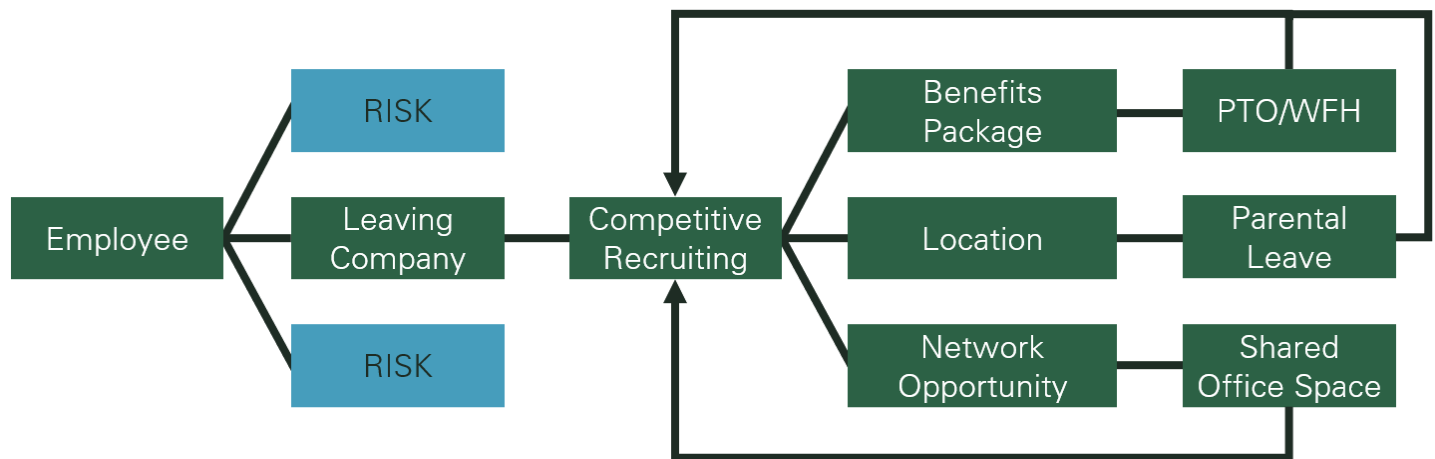 RISK
Benefits
Package
PTO/WFH
Employee
Leaving
Company
Competitive
Recruiting
Location
Parental
Leave
RISK
Network
Opportunity
Shared
Office Space